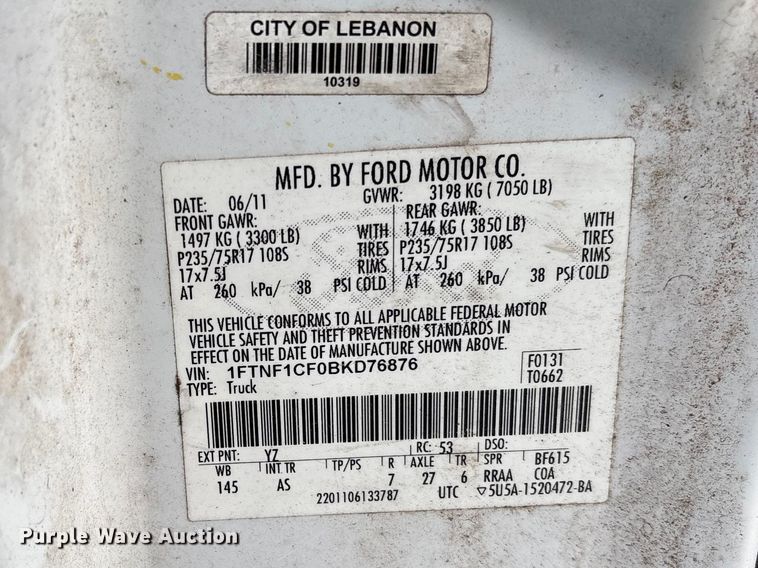 CITY OF LEBANON
10319
MFD. BY FORD MOTOR CO.
DATE: 06/11 GVWR: 3198 KG ( 7050 LB)
FRONT GAWR: REAR GAWR:
1497 KG ( 3300 LB) WITH 1746 KG ( 3850 LB) WITH
P235/75R17 108S TIRES P235/75R17 108S TIRES
17x7.5J RIMS 17x7.5J RIMS
AT 260 kPa/ 38 PSI COLD AT 260 kPa/ 38 PSI COLD
THIS VEHICLE CONFORMS TO ALL APPLICABLE FEDERAL MOTOR
VEHICLE SAFETY AND THEFT PREVENTION STANDARDS IN
EFFECT ON THE DATE OF MANUFACTURE SHOWN ABOVE.
VIN: 1FTNF1CF0BKD76876 F0131
TYPE: Truck T0662
EXT PNT: YZ RC: 53 DSO:
WB INT TR TP/PS R AXLE TR SPR BF615
145 AS 7 27 6 RRAA COA
2201106133787 UTC ▽5U5A-1520472-BA
Purple Wave Auction